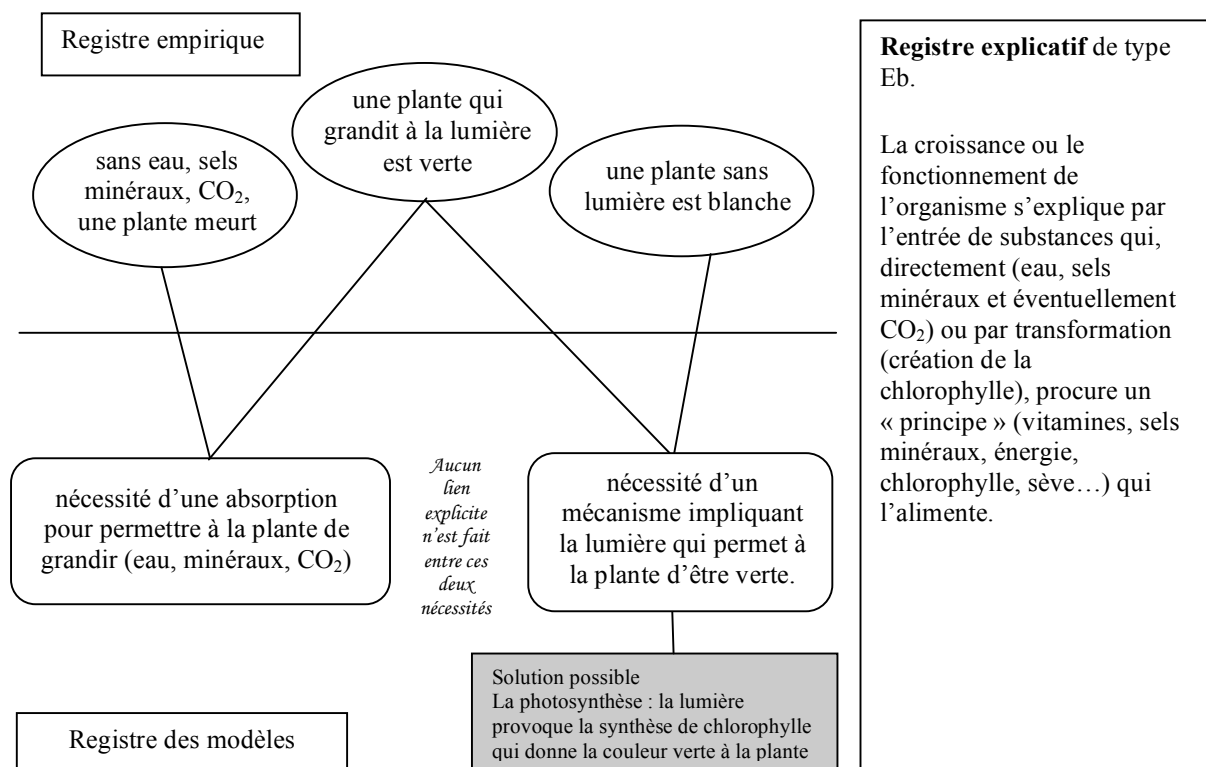 Registre empirique
une plante qui
grandit à la lumière
est verte
sans eau, sels
minéraux, CO₂,
une plante meurt
une plante sans
lumière est blanche
nécessité d’une absorption
pour permettre à la plante de
grandir (eau, minéraux, CO₂)
Aucun
lien
explicite
n’est fait
entre ces
deux
nécessités
nécessité d’un
mécanisme impliquant
la lumière qui permet à
la plante d’être verte.
Solution possible
La photosynthèse : la lumière
provoque la synthèse de chlorophylle
qui donne la couleur verte à la plante
Registre des modèles
Registre explicatif de type
Eb.
La croissance ou le
fonctionnement de
l’organisme s’explique par
l’entrée de substances qui,
directement (eau, sels
minéraux et éventuellement
CO₂) ou par transformation
(création de la
chlorophylle), procure un
« principe » (vitamines, sels
minéraux, énergie,
chlorophylle, sève…) qui
l’alimente.